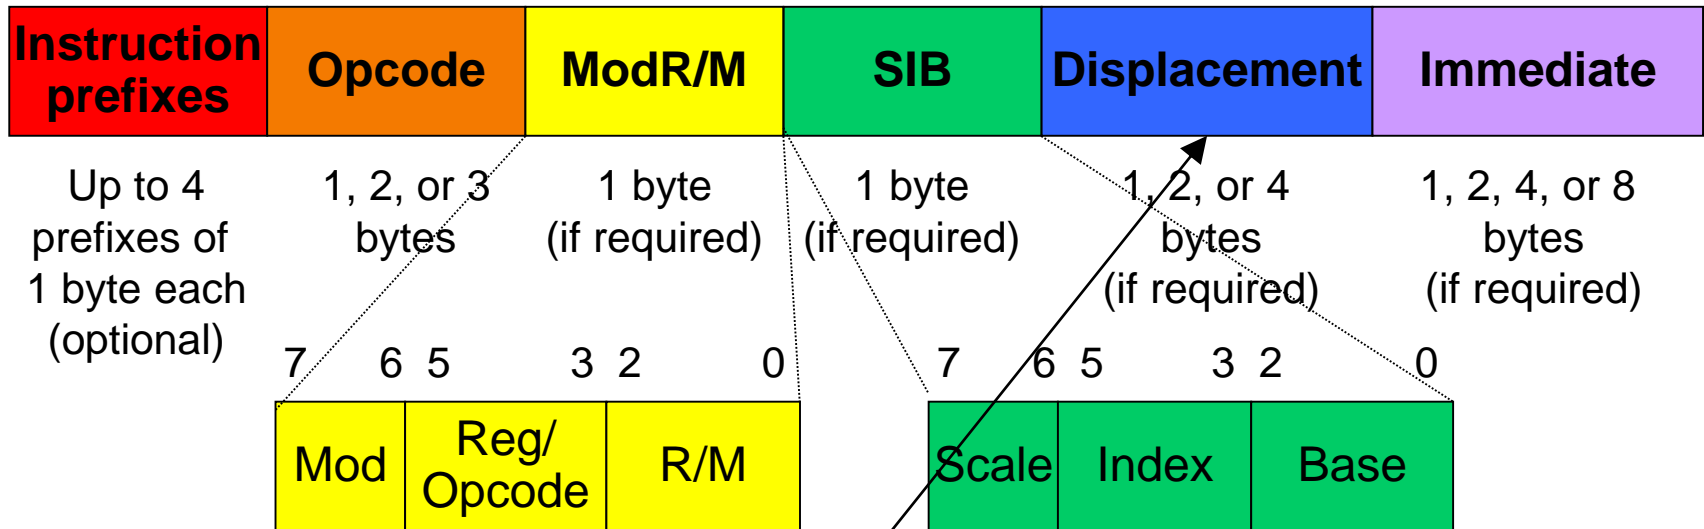 Instruction prefixes
Opcode
ModR/M
SIB
Displacement
Immediate
Up to 4
prefixes of
1 byte each
(optional)
1, 2, or 3
bytes
1 byte
(if required)
1 byte
(if required)
1, 2, or 4
bytes
(if required)
1, 2, 4, or 8
bytes
(if required)
7 6 5 3 2 0
7 6 5 3 2 0
Mod
Reg/
Opcode
R/M
Scale
Index
Base